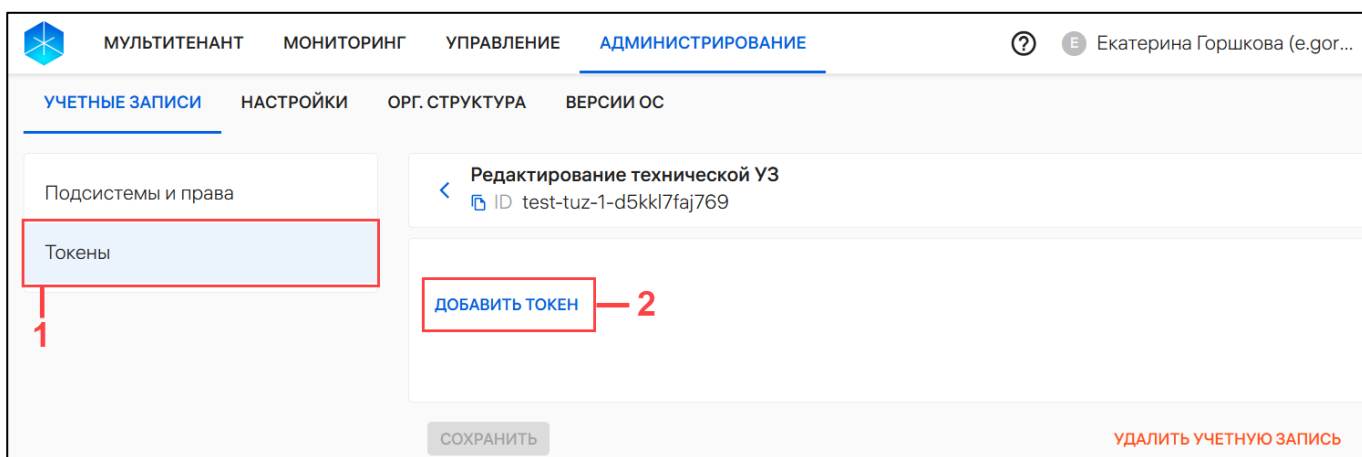 МУЛЬТИТЕНАНТ МОНИТОРИНГ УПРАВЛЕНИЕ АДМИНИСТРИРОВАНИЕ ? E Екатерина Горшкова (e.gor...
УЧЕТНЫЕ ЗАПИСИ НАСТРОЙКИ ОРГ. СТРУКТУРА ВЕРСИИ ОС
Подсистемы и права
Токены
1
Редактирование технической УЗ
ID test-tuz-1-d5kkl7faj769
ДОБАВИТЬ ТОКЕН 2
СОХРАНИТЬ УДАЛИТЬ УЧЕТНУЮ ЗАПИСЬ